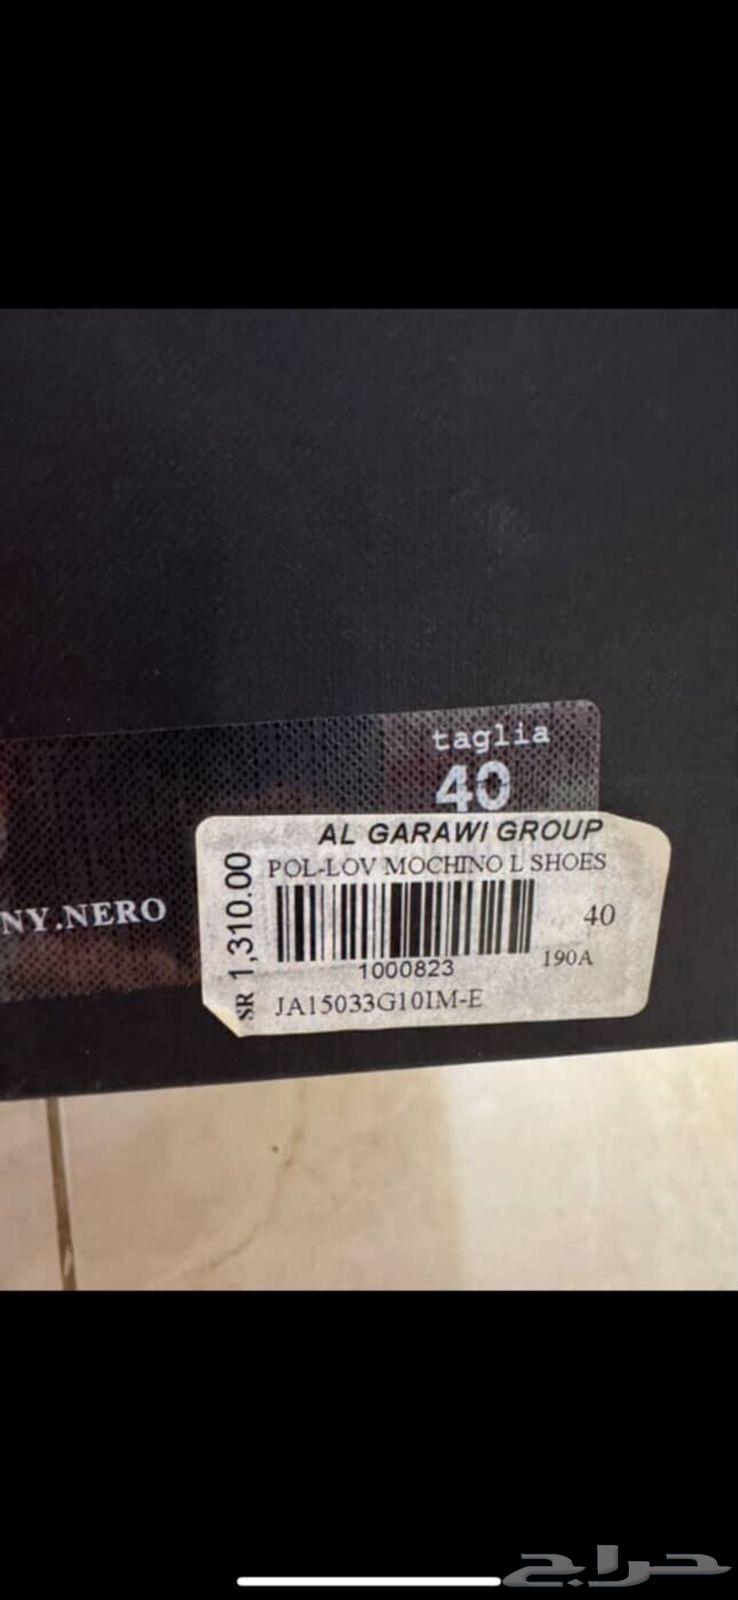 taglia
40
AL GARAWI GROUP
POL-LOV MOCHINO L SHOES
SR 1,310.00
40
190A
1000823
JA15033G10IM-E
NY.NERO
حراج